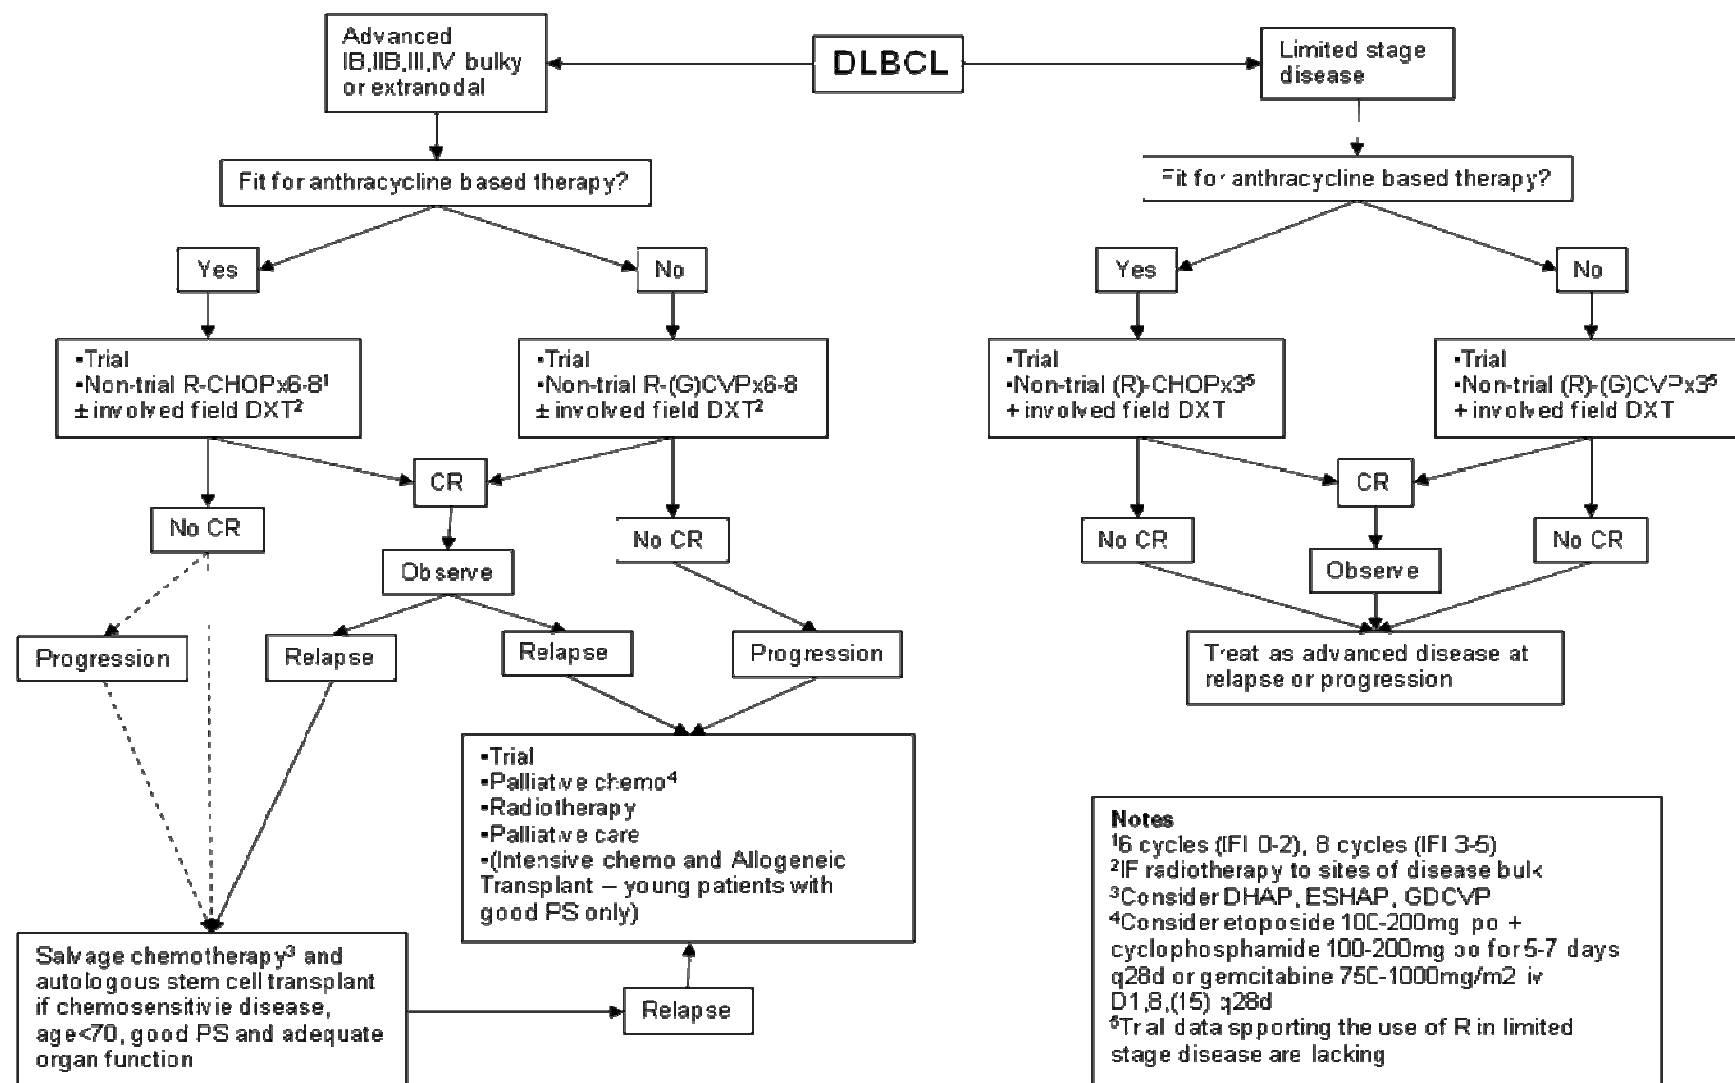 DLBCL
Advanced
IB,IIB,III,IV bulky
or extranodal
Limited stage
disease
Fit for anthracycline based therapy?
Fit for anthracycline based therapy?
Yes
No
Yes
No
▪Trial
▪Non-trial R-CHOPx6-8¹
± involved field DXT²
▪Trial
▪Non-trial R-(G)CVPx6-8
± involved field DXT²
▪Trial
▪Non-trial (R)-CHOPx3⁵
+ involved field DXT
▪Trial
▪Non-trial (R)-(G)CVPx3⁵
+ involved field DXT
CR
CR
No CR
No CR
No CR
No CR
Observe
Observe
Progression
Relapse
Relapse
Progression
Treat as advanced disease at
relapse or progression
▪Trial
▪Palliative chemo⁴
▪Radiotherapy
▪Palliative care
▪(Intensive chemo and Allogeneic
Transplant – young patients with
good PS only)
Salvage chemotherapy³ and
autologous stem cell transplant
if chemosensitivie disease,
age<70, good PS and adequate
organ function
Relapse
Notes
¹6 cycles (IFI 0-2), 8 cycles (IFI 3-5)
²IF radiotherapy to sites of disease bulk
³Consider DHAP, ESHAP, GDCVP
⁴Consider etoposide 100-200mg po +
cyclophosphamide 100-200mg po for 5-7 days
q28d or gemcitabine 750-1000mg/m2 iv
D1,8,(15) q28d
⁵Trial data spporting the use of R in limited
stage disease are lacking